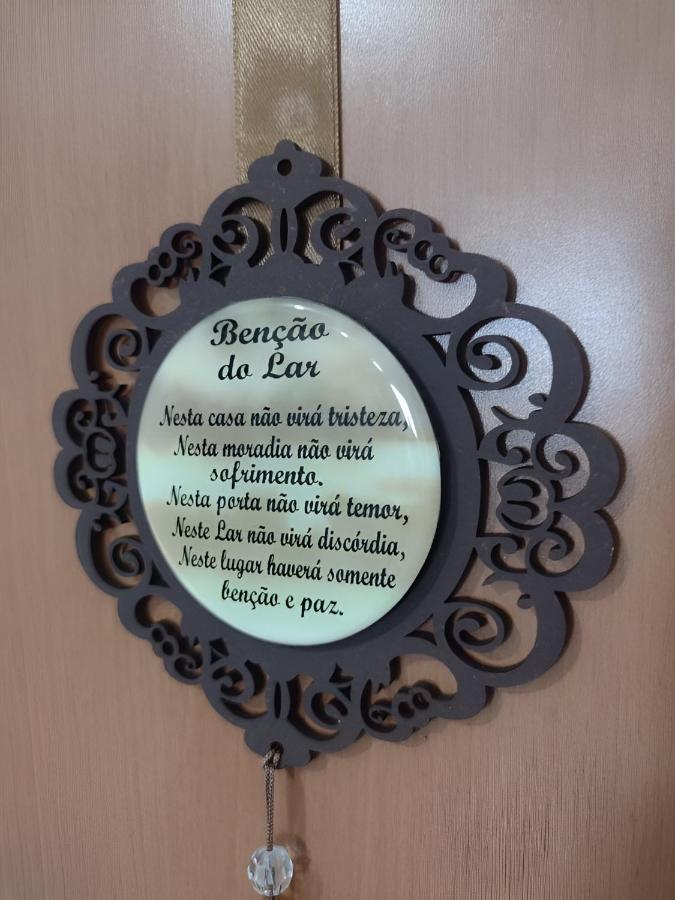 Benção
do Lar
Nesta casa não virá tristeza,
Nesta moradia não virá
sofrimento.
Nesta porta não virá temor,
Neste Lar não virá discórdia,
Neste lugar haverá somente
benção e paz.